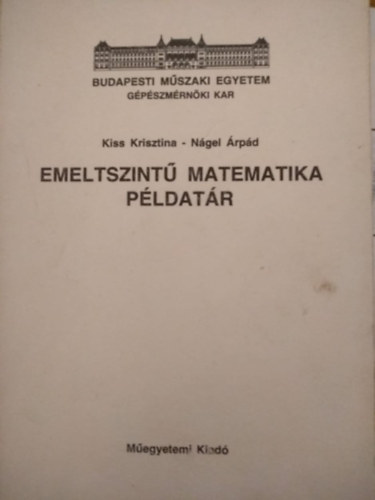 BUDAPESTI MŰSZAKI EGYETEM
GÉPÉSZMÉRNÖKI KAR
Kiss Krisztina - Nágel Árpád
EMELTSZINTŰ MATEMATIKA
PÉLDATÁR
Műegyetemi Kiadó